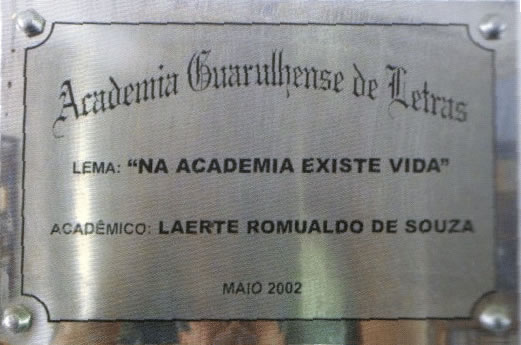 Academia Guarulhense de Letras
LEMA: “NA ACADEMIA EXISTE VIDA”
ACADÊMICO: LAERTE ROMUALDO DE SOUZA
MAIO 2002